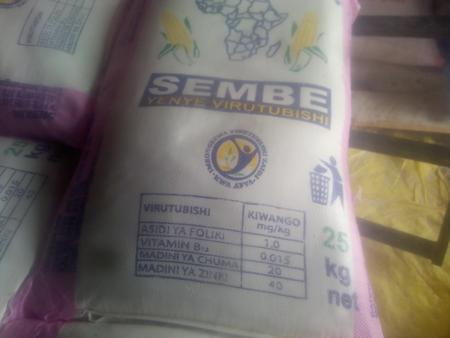 SEMBE
YENYE VIRUTUBISHI
VIRUTUBISHI KIWANGO mg/kg
ASIDI YA FOLIKI 1.0
VITAMIN B12 0.015
MADINI YA CHUMA 20
MADINI YA ZINKI 40
25
kg
net